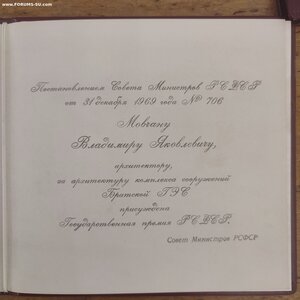 www.FORUMS-SU.com
Постановлением Совета Министров РСФСР
от 31 декабря 1969 года № 706
Мовчану
Владимиру Яковлевичу,
архитектору,
за архитектуру комплекса сооружений
Братской ГЭС
присуждена
Государственная премия РСФСР.
Совет Министров РСФСР